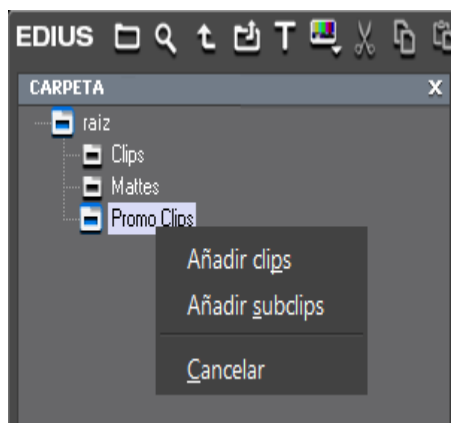 EDIUS T
CARPETA X
raiz
Clips
Mattes
Promo Clips
Añadir clips
Añadir subclips
Cancelar